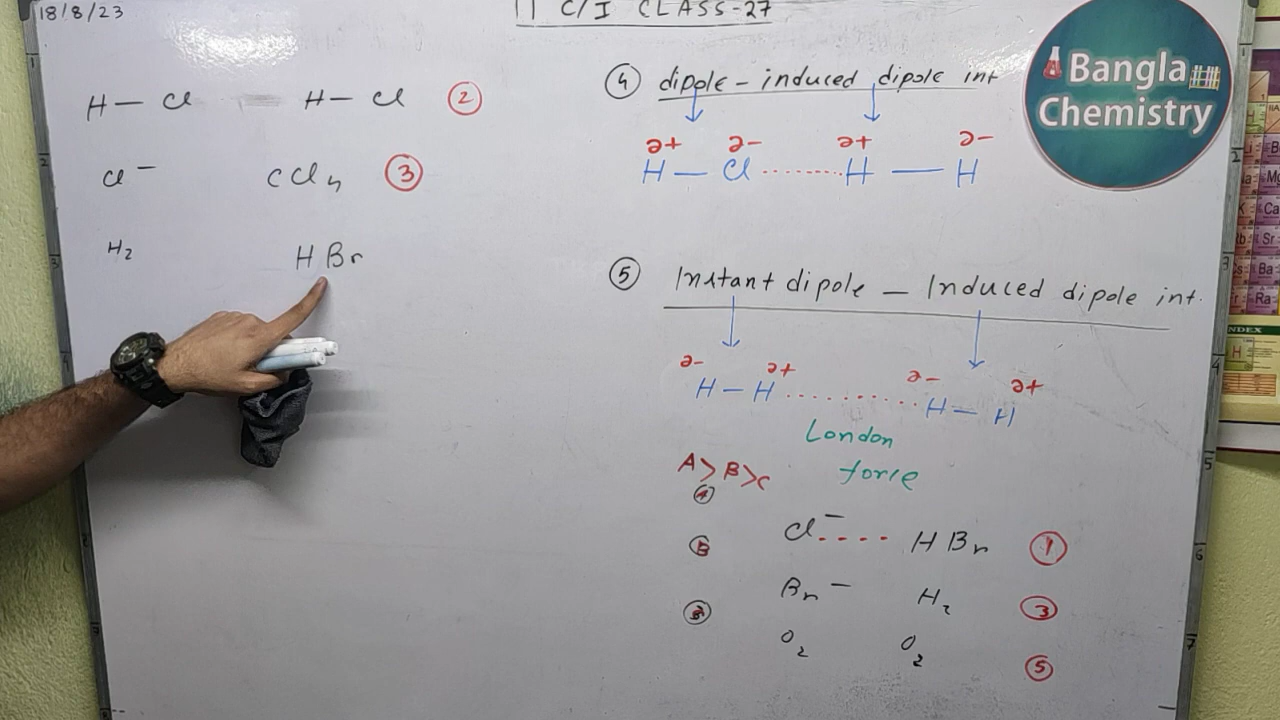 18/8/23
11 C/I CLASS-27
H — Cl H — Cl ②
Cl⁻ CCl₄ ③
H₂ HBr
④ dipole – induced dipole int
∂+ ∂- ∂+ ∂-
H — Cl ........ H — H
⑤ Instant dipole — Induced dipole int.
∂- ∂+ ∂- ∂+
H – H .......... H – H
London
force
A > B > C
Ⓐ
Ⓑ Cl⁻ .... HBr ①
Br⁻ H₂ ③
O₂ O₂ ⑤
Bangla
Chemistry
INDEX
H